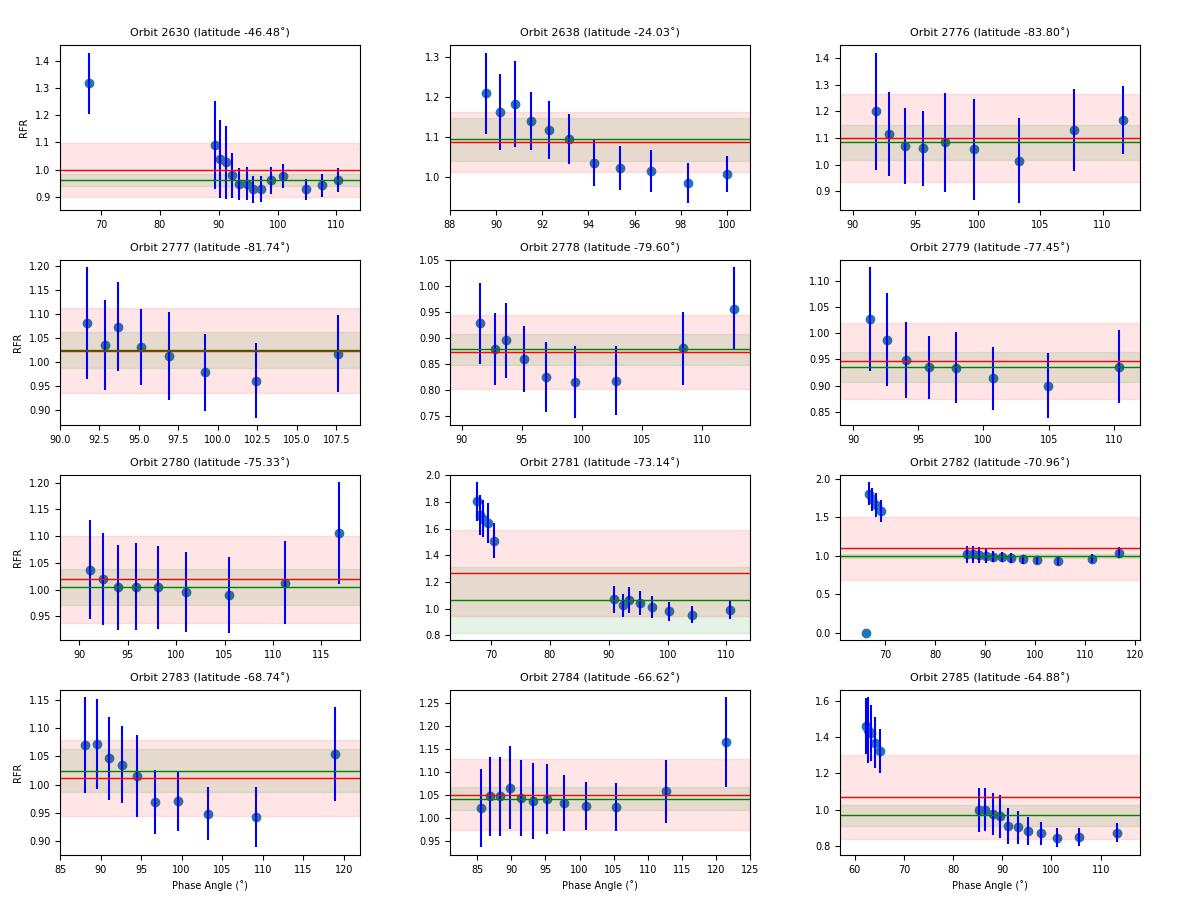 Orbit 2630 (latitude -46.48˚)
Orbit 2638 (latitude -24.03˚)
Orbit 2776 (latitude -83.80˚)
RFR
1.4
1.3
1.2
1.1
1.0
0.9
70 80 90 100 110
1.3
1.2
1.1
1.0
88 90 92 94 96 98 100
1.4
1.3
1.2
1.1
1.0
0.9
90 95 100 105 110
Orbit 2777 (latitude -81.74˚)
Orbit 2778 (latitude -79.60˚)
Orbit 2779 (latitude -77.45˚)
RFR
1.20
1.15
1.10
1.05
1.00
0.95
0.90
90.0 92.5 95.0 97.5 100.0 102.5 105.0 107.5
1.05
1.00
0.95
0.90
0.85
0.80
0.75
90 95 100 105 110
1.10
1.05
1.00
0.95
0.90
0.85
90 95 100 105 110
Orbit 2780 (latitude -75.33˚)
Orbit 2781 (latitude -73.14˚)
Orbit 2782 (latitude -70.96˚)
RFR
1.20
1.15
1.10
1.05
1.00
0.95
90 95 100 105 110 115
2.0
1.8
1.6
1.4
1.2
1.0
0.8
70 80 90 100 110
2.0
1.5
1.0
0.5
0.0
70 80 90 100 110 120
Orbit 2783 (latitude -68.74˚)
Orbit 2784 (latitude -66.62˚)
Orbit 2785 (latitude -64.88˚)
RFR
1.15
1.10
1.05
1.00
0.95
0.90
85 90 95 100 105 110 115 120
Phase Angle (˚)
1.25
1.20
1.15
1.10
1.05
1.00
0.95
85 90 95 100 105 110 115 120 125
Phase Angle (˚)
1.6
1.4
1.2
1.0
0.8
60 70 80 90 100 110
Phase Angle (˚)